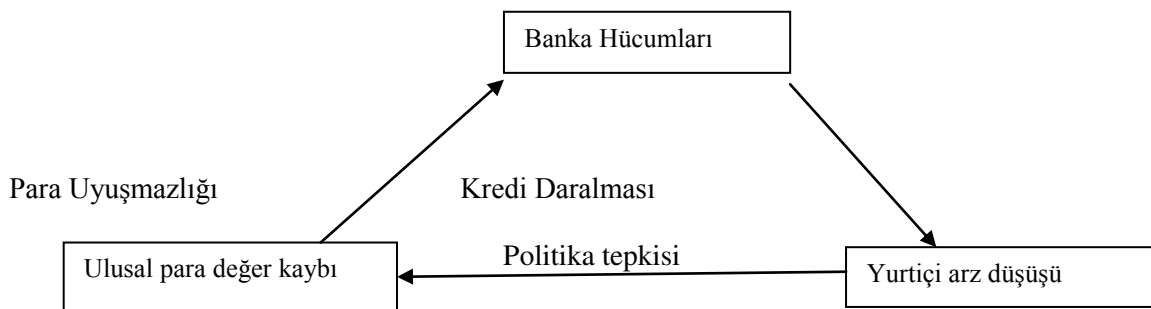 Banka Hücumları
Para Uyuşmazlığı
Kredi Daralması
Politika tepkisi
Ulusal para değer kaybı
Yurtiçi arz düşüşü